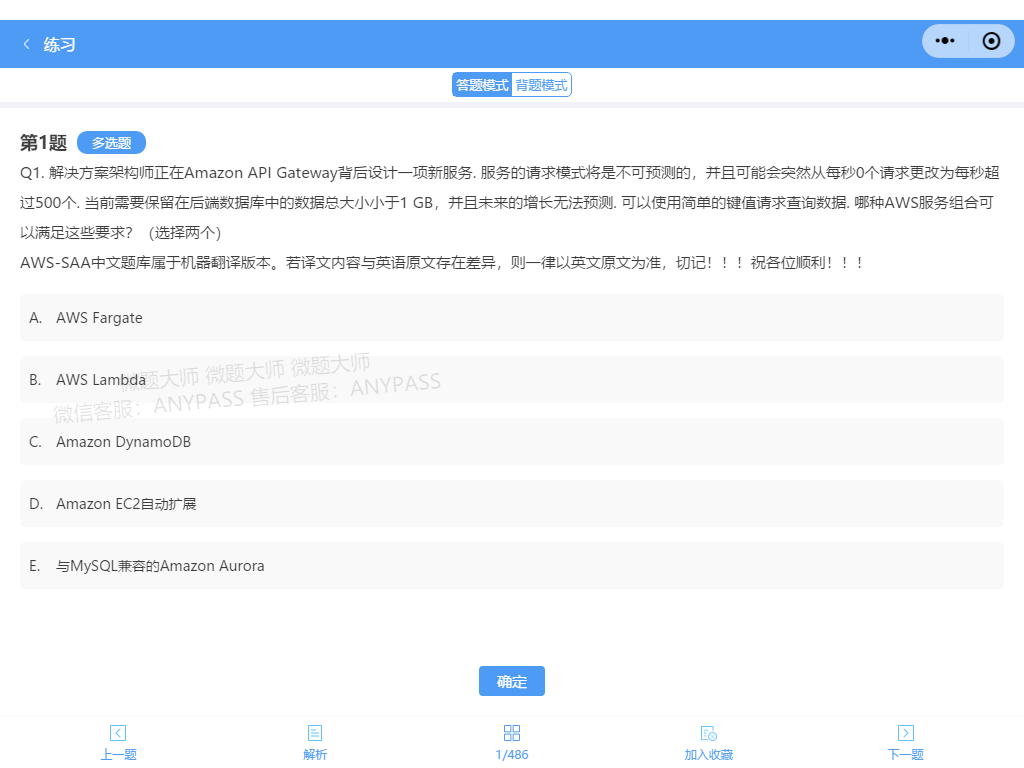 练习
答题模式 背题模式
第1题 多选题
Q1. 解决方案架构师正在Amazon API Gateway背后设计一项新服务. 服务的请求模式将是不可预测的，并且可能会突然从每秒0个请求更改为每秒超
过500个. 当前需要保留在后端数据库中的数据总大小小于1 GB，并且未来的增长无法预测. 可以使用简单的键值请求查询数据. 哪种AWS服务组合可
以满足这些要求？（选择两个）
AWS-SAA中文题库属于机器翻译版本。若译文内容与英语原文存在差异，则一律以英文原文为准，切记！！！祝各位顺利！！！
A. AWS Fargate
B. AWS Lambda
微题大师 微题大师 微题大师
微信客服：ANYPASS 售后客服：ANYPASS
C. Amazon DynamoDB
D. Amazon EC2自动扩展
E. 与MySQL兼容的Amazon Aurora
确定
上一题 解析 1/486 加入收藏 下一题